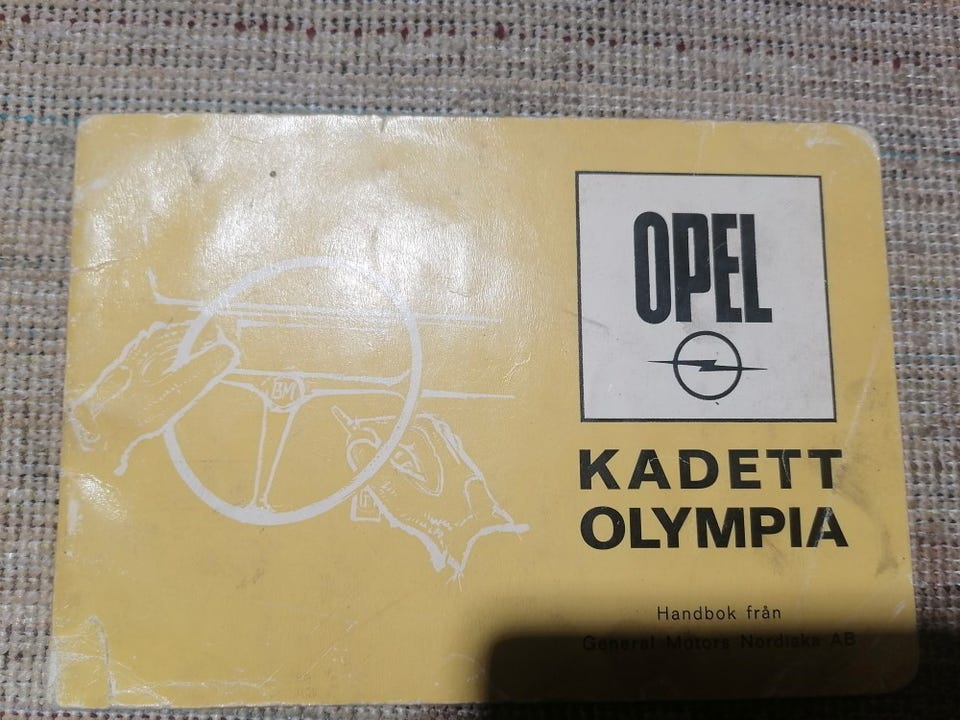 OPEL
KADETT
OLYMPIA
Handbok från
General Motors Nordiska AB